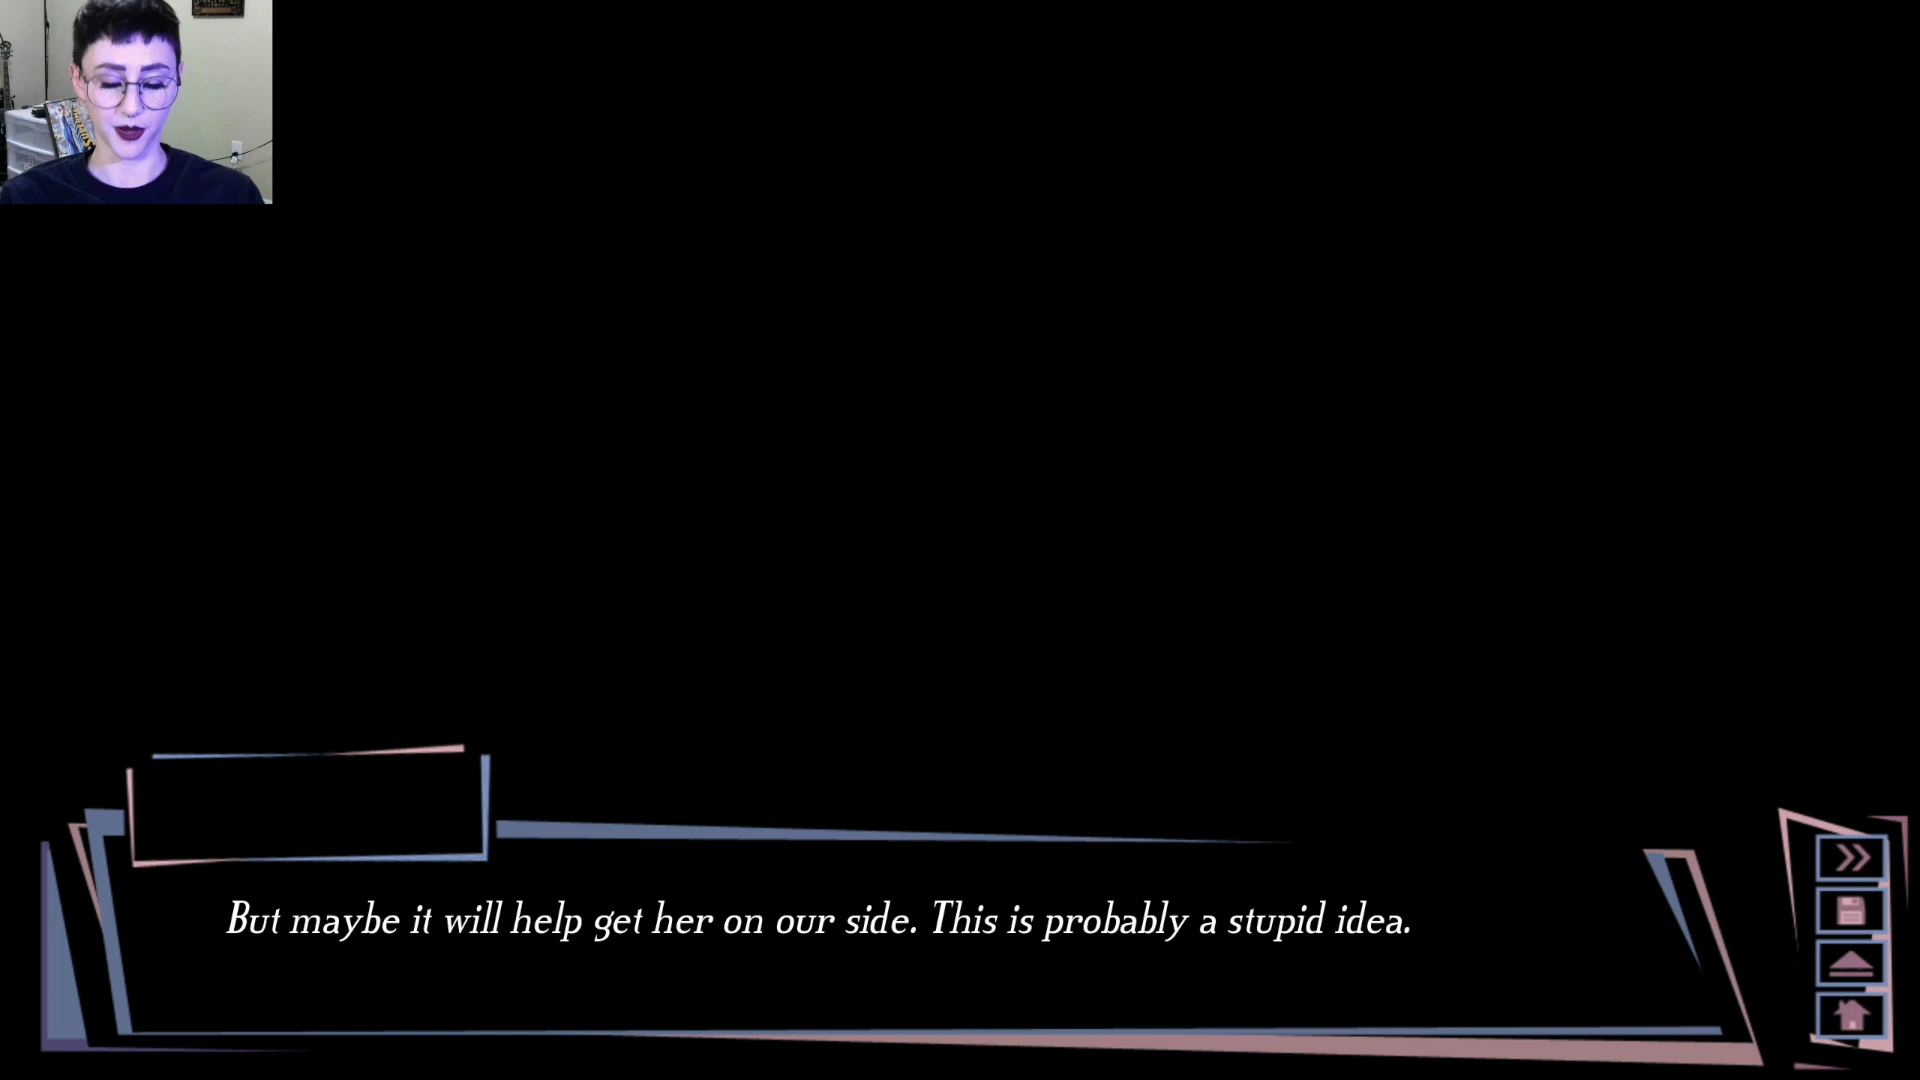 But maybe it will help get her on our side. This is probably a stupid idea.